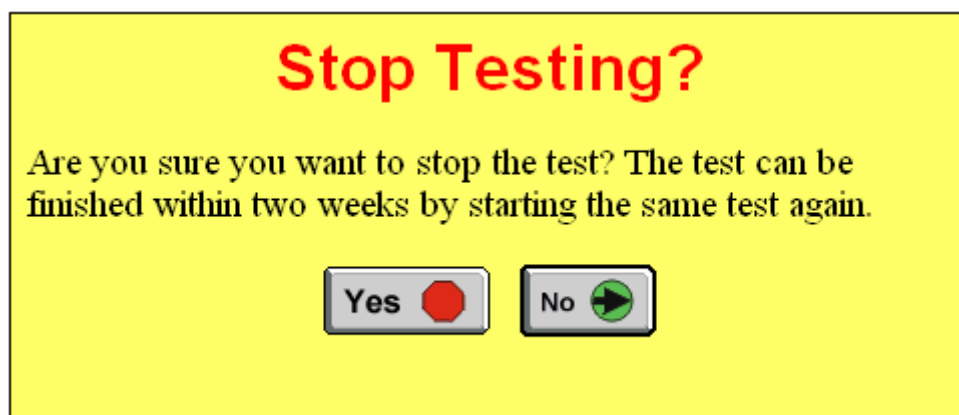 Stop Testing?
Are you sure you want to stop the test? The test can be
finished within two weeks by starting the same test again.
Yes
No